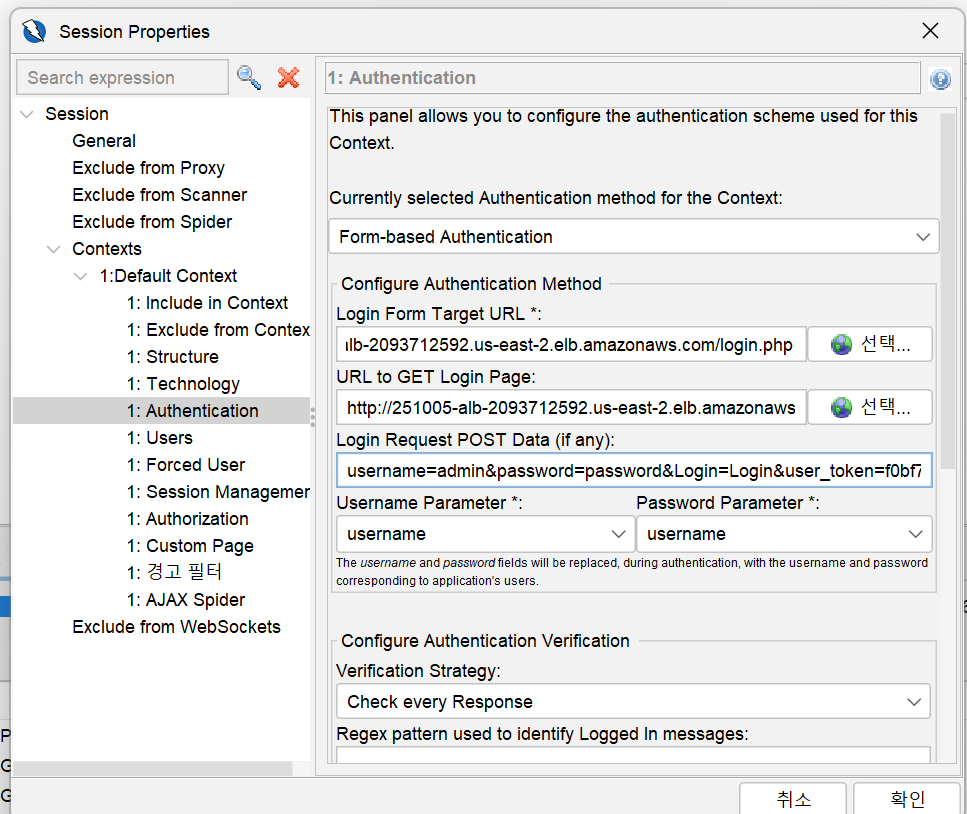 Session Properties
Search expression
1: Authentication
Session
General
Exclude from Proxy
Exclude from Scanner
Exclude from Spider
Contexts
1:Default Context
1: Include in Context
1: Exclude from Contex
1: Structure
1: Technology
1: Authentication
1: Users
1: Forced User
1: Session Managemen
1: Authorization
1: Custom Page
1: 경고 필터
1: AJAX Spider
Exclude from WebSockets
This panel allows you to configure the authentication scheme used for this
Context.
Currently selected Authentication method for the Context:
Form-based Authentication
Configure Authentication Method
Login Form Target URL *:
lb-2093712592.us-east-2.elb.amazonaws.com/login.php
선택...
URL to GET Login Page:
http://251005-alb-2093712592.us-east-2.elb.amazonaws
선택...
Login Request POST Data (if any):
username=admin&password=password&Login=Login&user_token=f0bf7
Username Parameter *: Password Parameter *:
username username
The username and password fields will be replaced, during authentication, with the username and password
corresponding to application's users.
Configure Authentication Verification
Verification Strategy:
Check every Response
Regex pattern used to identify Logged In messages:
취소 확인